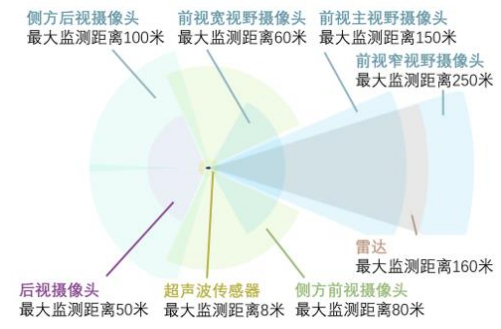 侧方后视摄像头
最大监测距离100米
前视宽视野摄像头
最大监测距离60米
前视主视野摄像头
最大监测距离150米
前视窄视野摄像头
最大监测距离250米
雷达
最大监测距离160米
后视摄像头
最大监测距离50米
超声波传感器
最大监测距离8米
侧方前视摄像头
最大监测距离80米